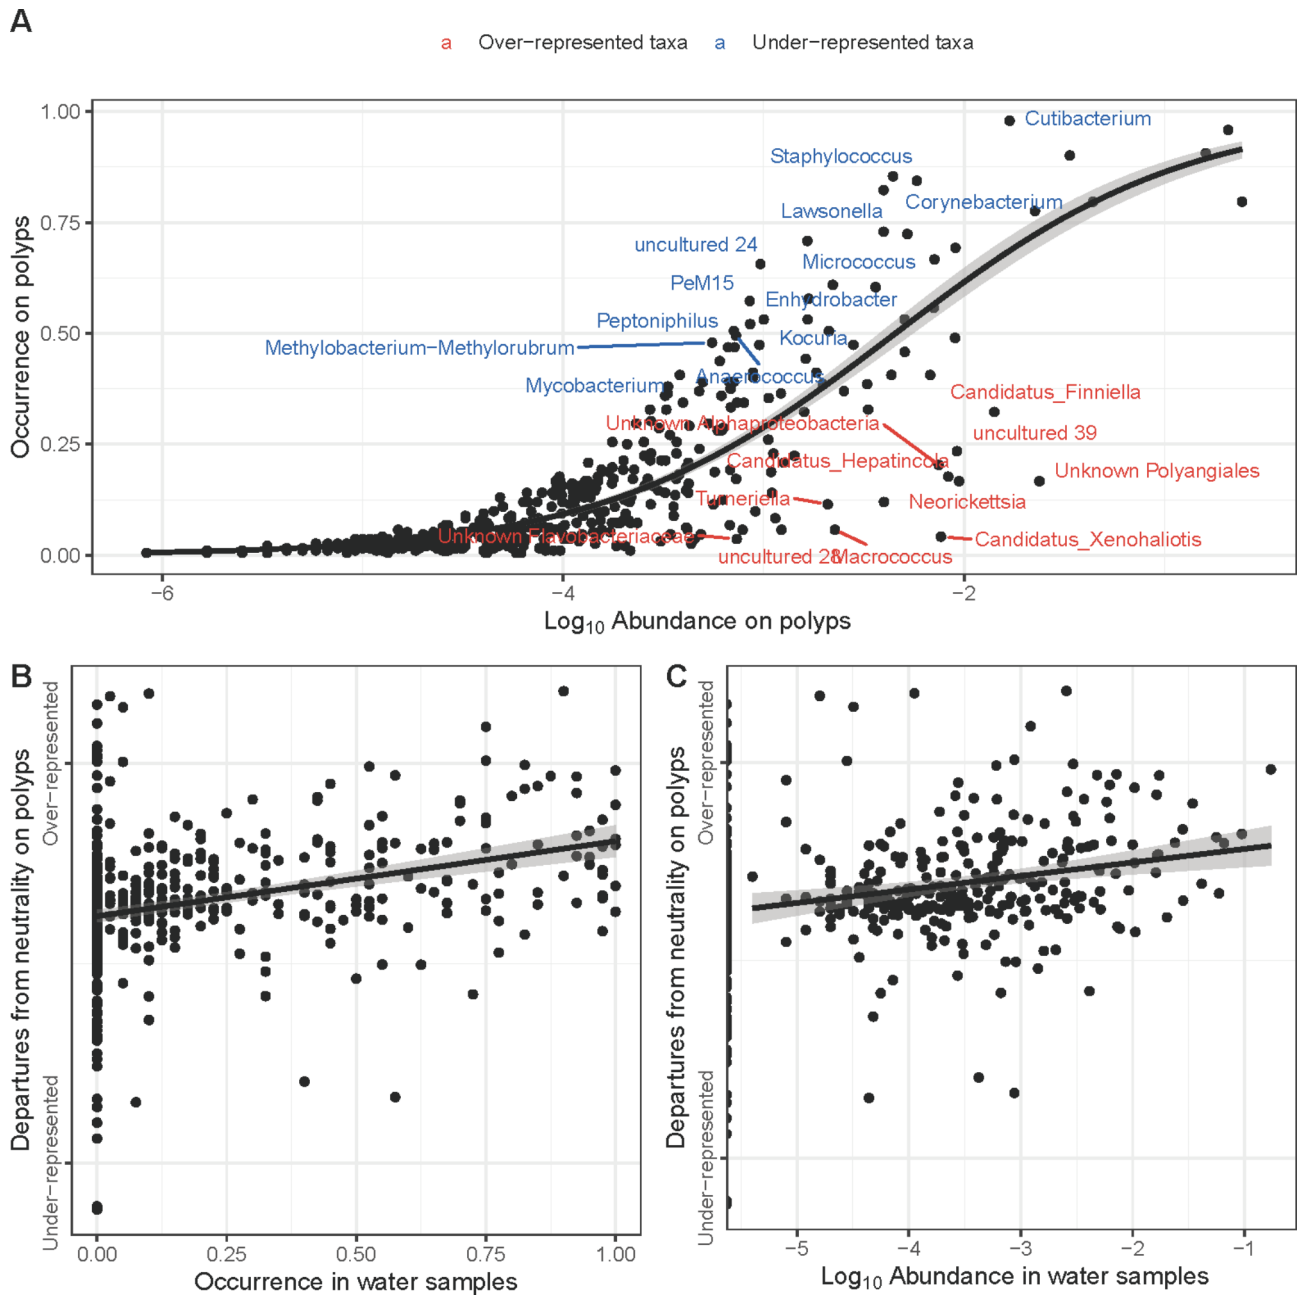 A
a Over−represented taxa a Under−represented taxa
Occurrence on polyps
1.00
0.75
0.50
0.25
0.00
Cutibacterium
Staphylococcus
Corynebacterium
Lawsonella
uncultured 24
Micrococcus
PeM15
Enhydrobacter
Peptoniphilus
Kocuria
Methylobacterium−Methylorubrum
Anaerococcus
Mycobacterium
Candidatus_Finniella
Unknown Alphaproteobacteria
uncultured 39
Candidatus_Hepatincola
Unknown Polyangiales
Turneriella
Neorickettsia
Unknown Flavobacteriaceae
Candidatus_Xenohaliotis
uncultured 28
Macrococcus
−6 −4 −2
Log10 Abundance on polyps
B
Departures from neutrality on polyps
Over−represented
Under−represented
0.00 0.25 0.50 0.75 1.00
Occurrence in water samples
C
Departures from neutrality on polyps
Over−represented
Under−represented
−5 −4 −3 −2 −1
Log10 Abundance in water samples